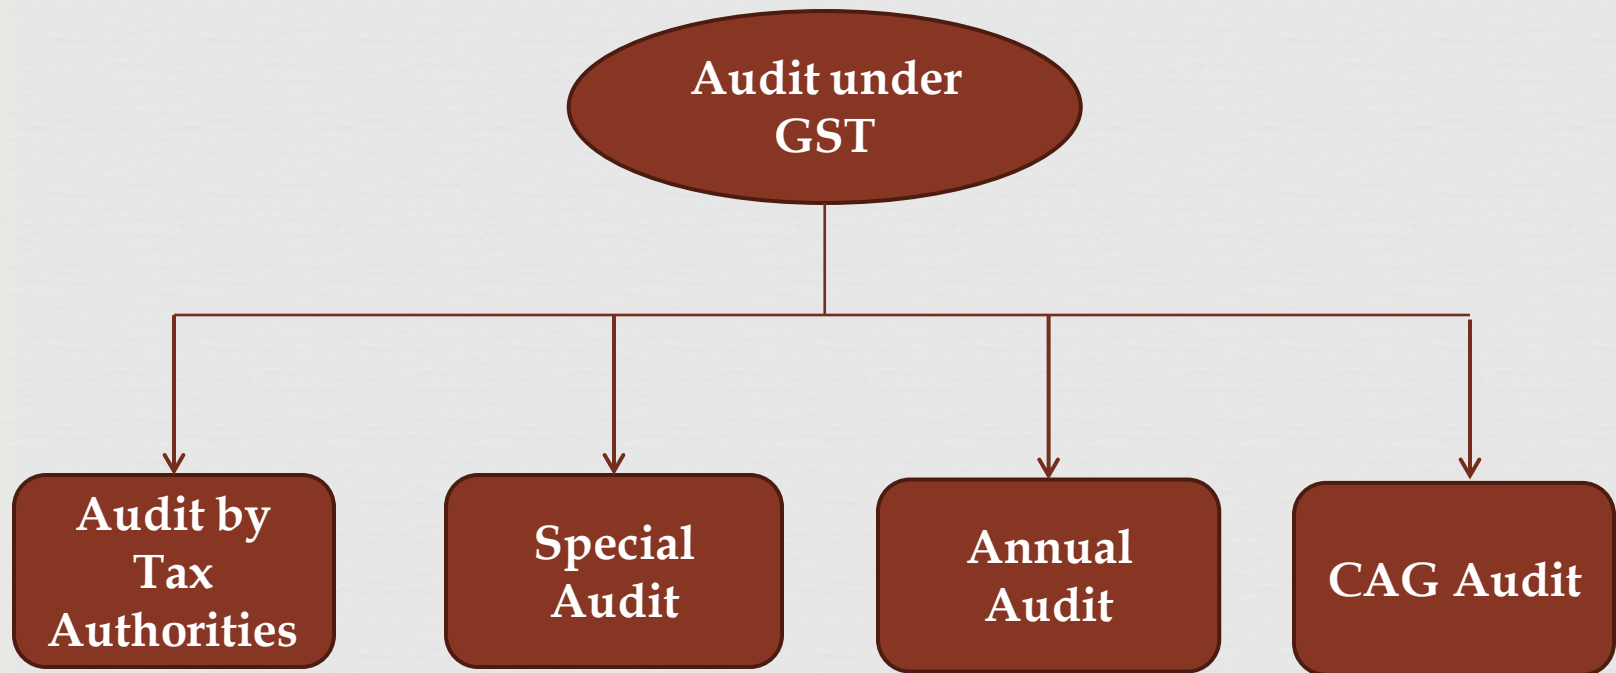 Audit under
GST
Audit by
Tax
Authorities
Special
Audit
Annual
Audit
CAG Audit